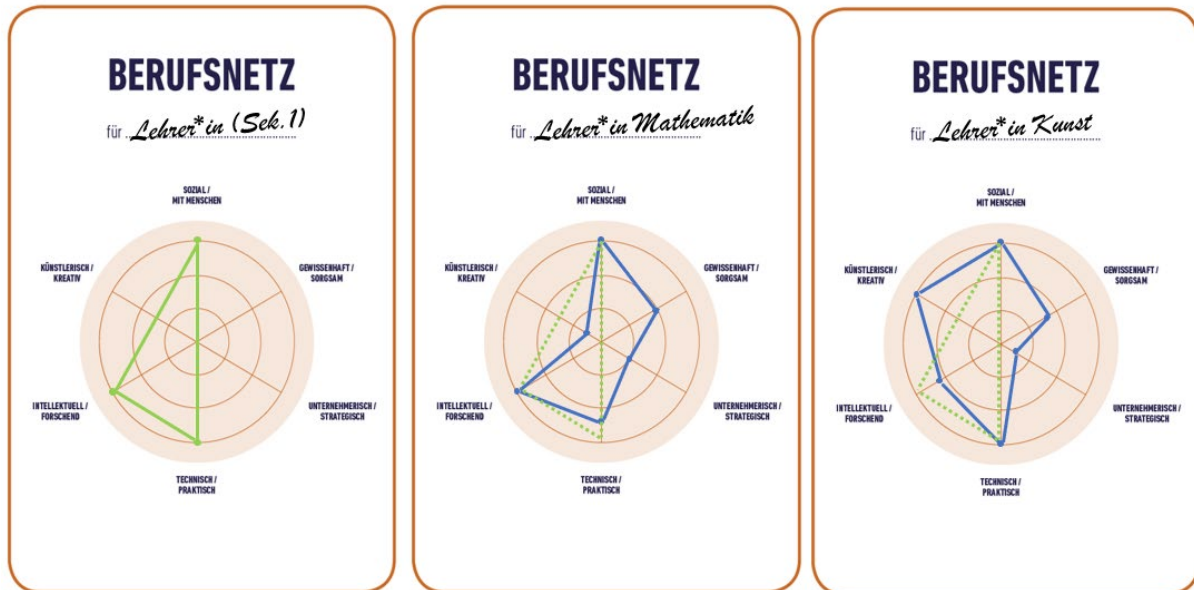 BERUFSNETZ
für Lehrer*in (Sek.1)
SOZIAL /
MIT MENSCHEN
KÜNSTLERISCH /
KREATIV
GEWISSENHAFT /
SORGSAM
INTELLEKTUELL /
FORSCHEND
UNTERNEHMERISCH /
STRATEGISCH
TECHNISCH /
PRAKTISCH
BERUFSNETZ
für Lehrer*in Mathematik
SOZIAL /
MIT MENSCHEN
KÜNSTLERISCH /
KREATIV
GEWISSENHAFT /
SORGSAM
INTELLEKTUELL /
FORSCHEND
UNTERNEHMERISCH /
STRATEGISCH
TECHNISCH /
PRAKTISCH
BERUFSNETZ
für Lehrer*in Kunst
SOZIAL /
MIT MENSCHEN
KÜNSTLERISCH /
KREATIV
GEWISSENHAFT /
SORGSAM
INTELLEKTUELL /
FORSCHEND
UNTERNEHMERISCH /
STRATEGISCH
TECHNISCH /
PRAKTISCH